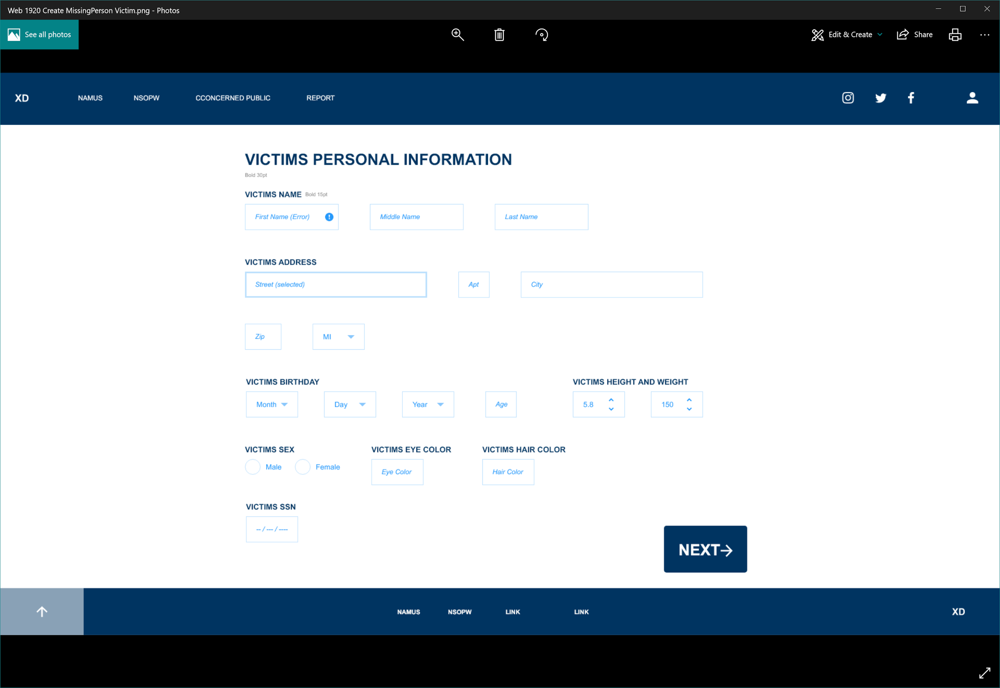 Web 1920 Create MissingPerson Victim.png - Photos
See all photos
Edit & Create
Share
XD NAMUS NSOPW CCONCERNED PUBLIC REPORT
VICTIMS PERSONAL INFORMATION
Bold 30pt
VICTIMS NAME Bold 15pt
First Name (Error) Middle Name Last Name
VICTIMS ADDRESS
Street (selected) Apt City
Zip MI
VICTIMS BIRTHDAY VICTIMS HEIGHT AND WEIGHT
Month Day Year Age 5.8 150
VICTIMS SEX VICTIMS EYE COLOR VICTIMS HAIR COLOR
Male Female Eye Color Hair Color
VICTIMS SSN
-- / --- / ----
NEXT→
NAMUS NSOPW LINK LINK XD